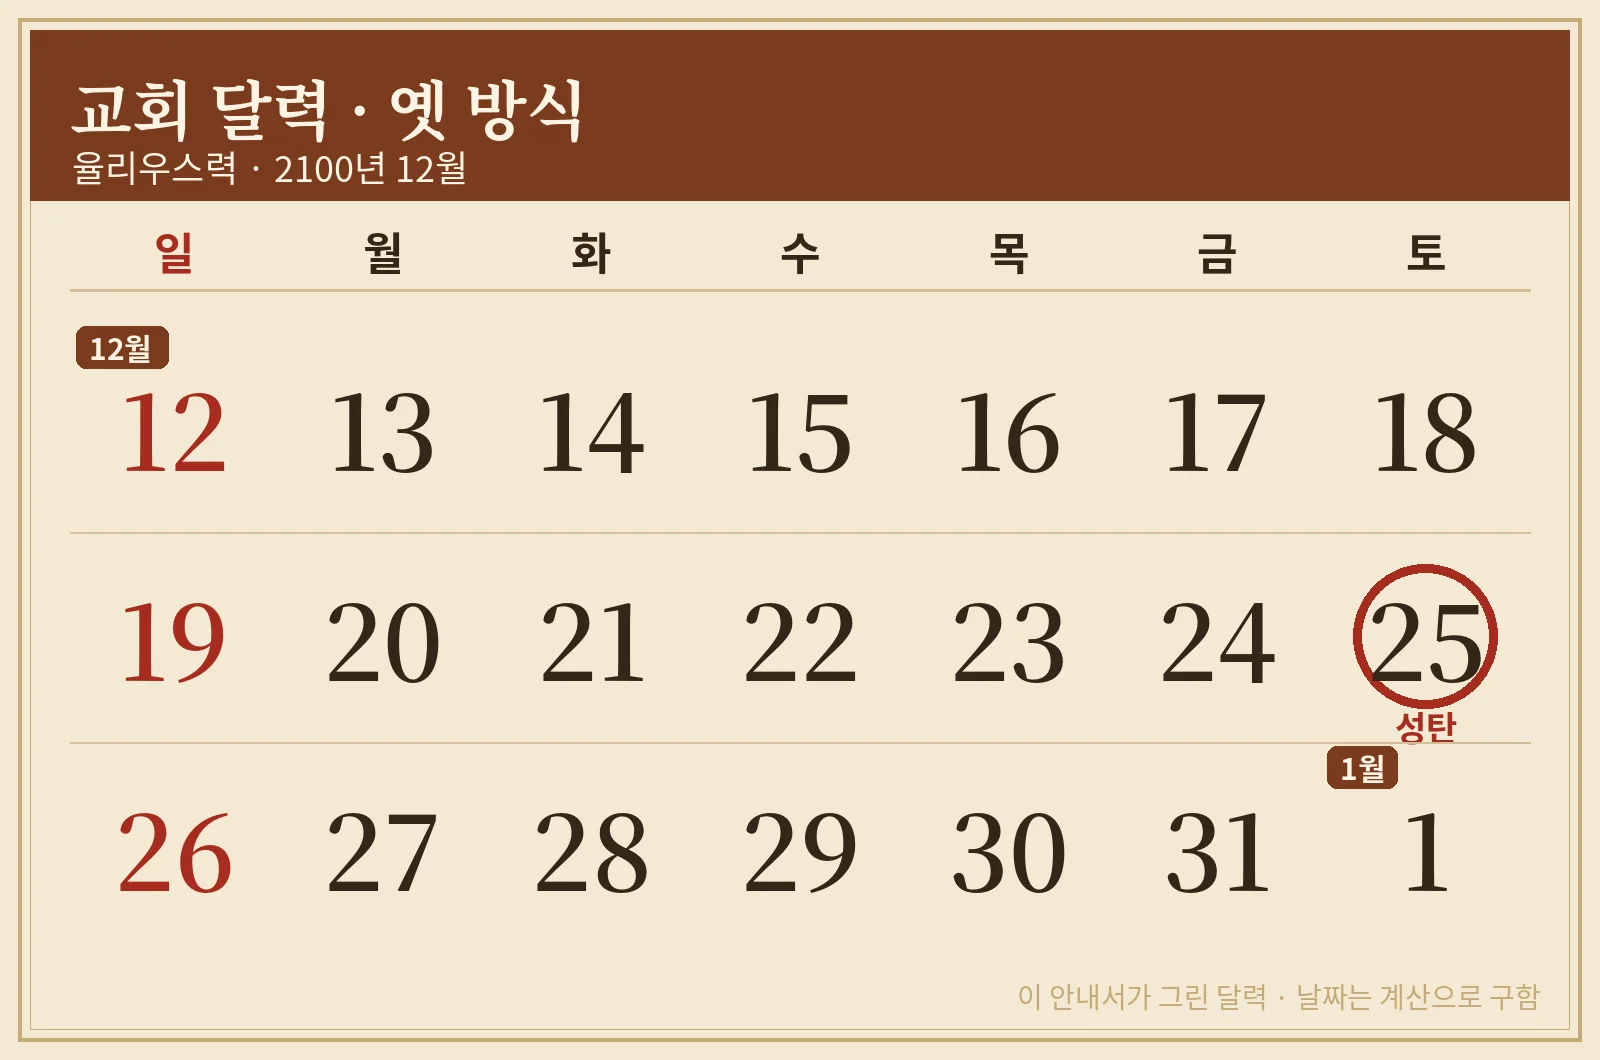 교회 달력 · 옛 방식
율리우스력 · 2100년 12월
일 월 화 수 목 금 토
12월
12 13 14 15 16 17 18
19 20 21 22 23 24 25
성탄
1월
26 27 28 29 30 31 1
이 안내서가 그린 달력 · 날짜는 계산으로 구함